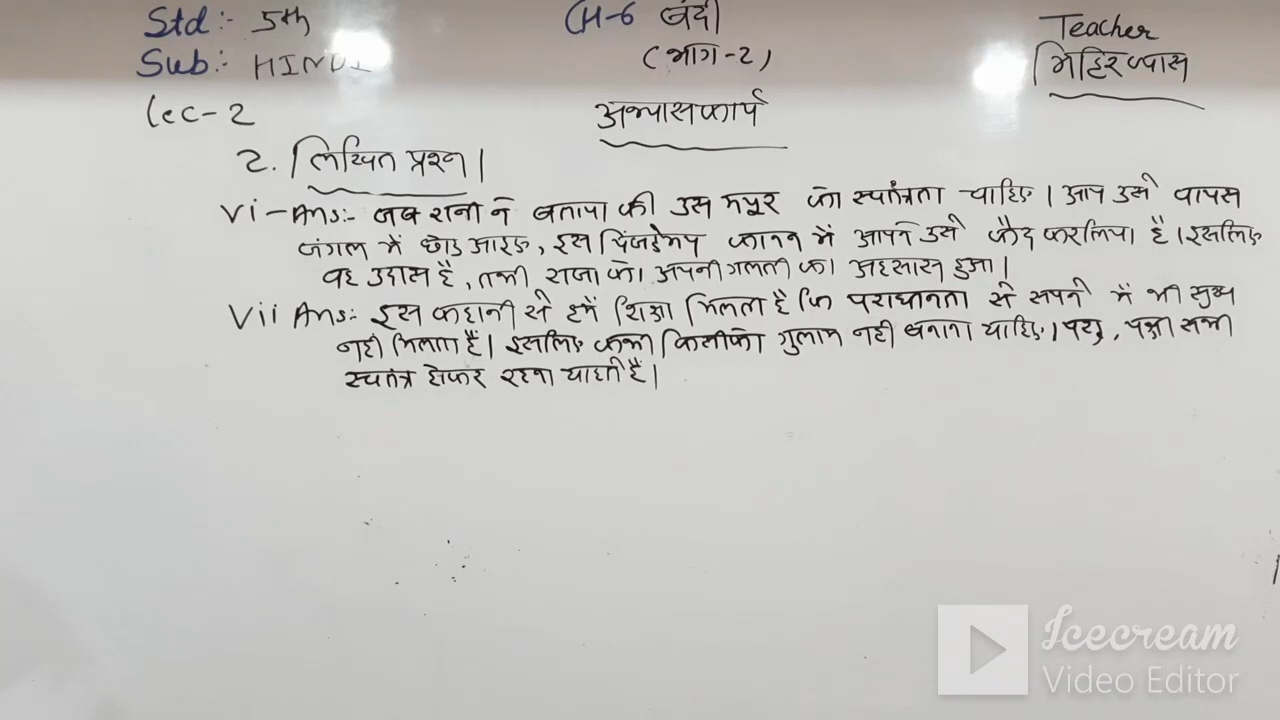 Std :- 5th
Sub :- HINDI
Lec - 2
CH-6 बंदी
(भाग-2)
Teacher
मिहिर व्यास
अभ्यासकार्य
2. लिखित प्रश्न।
Vi - Ans:- जब रानी ने बताया की उस मयूर को स्वतंत्रता चाहिए। आप उसे वापस
जंगल में छोड आइए, इस पिंजडेमय कानन में आपने उसे कैद करलिया है। इसलिए
वह उदास है, तभी राजा को अपनी गलती का अहसास हुआ।
Vii Ans:- इस कहानी से हमें शिक्षा मिलती है कि पराधीनता से सपने में भी सुख
नही मिलता है। इसलिए कभी किसीको गुलाम नही बनाना चाहिए। पशु, पक्षी सभी
स्वतंत्र होकर रहना चाहते है।
Icecream
Video Editor